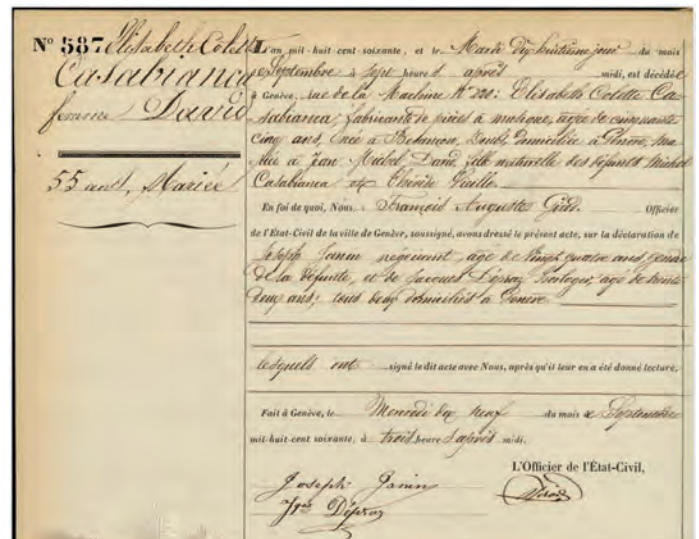 Nº 587 Elisabeth Colette
Casabianca
femme David
55 ans, Mariée
L'an mil-huit cent-soixante, et le Mardi dix huitième jour du mois
de Septembre à sept heures après midi, est décédée
à Genève, rue de la Machine Nº 220: Elisabeth Colette Ca-
sabianca, fabricante de pièces à musique, agée de cinquante
cinq ans, née à Besançon, Doubs, domiciliée à Genève, ma-
riée à Jean Michel David, fille naturelle des défunts Michel
Casabianca et Thérèse
En foi de quoi, Nous François Auguste Officier
de l'Etat-Civil de la ville de Genève, soussigné, avons dressé le présent acte, sur la déclaration de
Joseph Janin négociant, agé de vingt quatre ans, gendre
de la défunte, et de Jacques Dépraz horloger, agé de trente
deux ans; tous deux domiciliés à Genève.
lesquels ont signé le dit acte avec Nous, après qu'il leur en a été donné lecture.
Fait à Genève, le Mercredi dix neuf du mois de Septembre
mil-huit-cent soixante, à trois heures après midi.
L'Officier de l'État-Civil,
Joseph Janin
Jques Dépraz